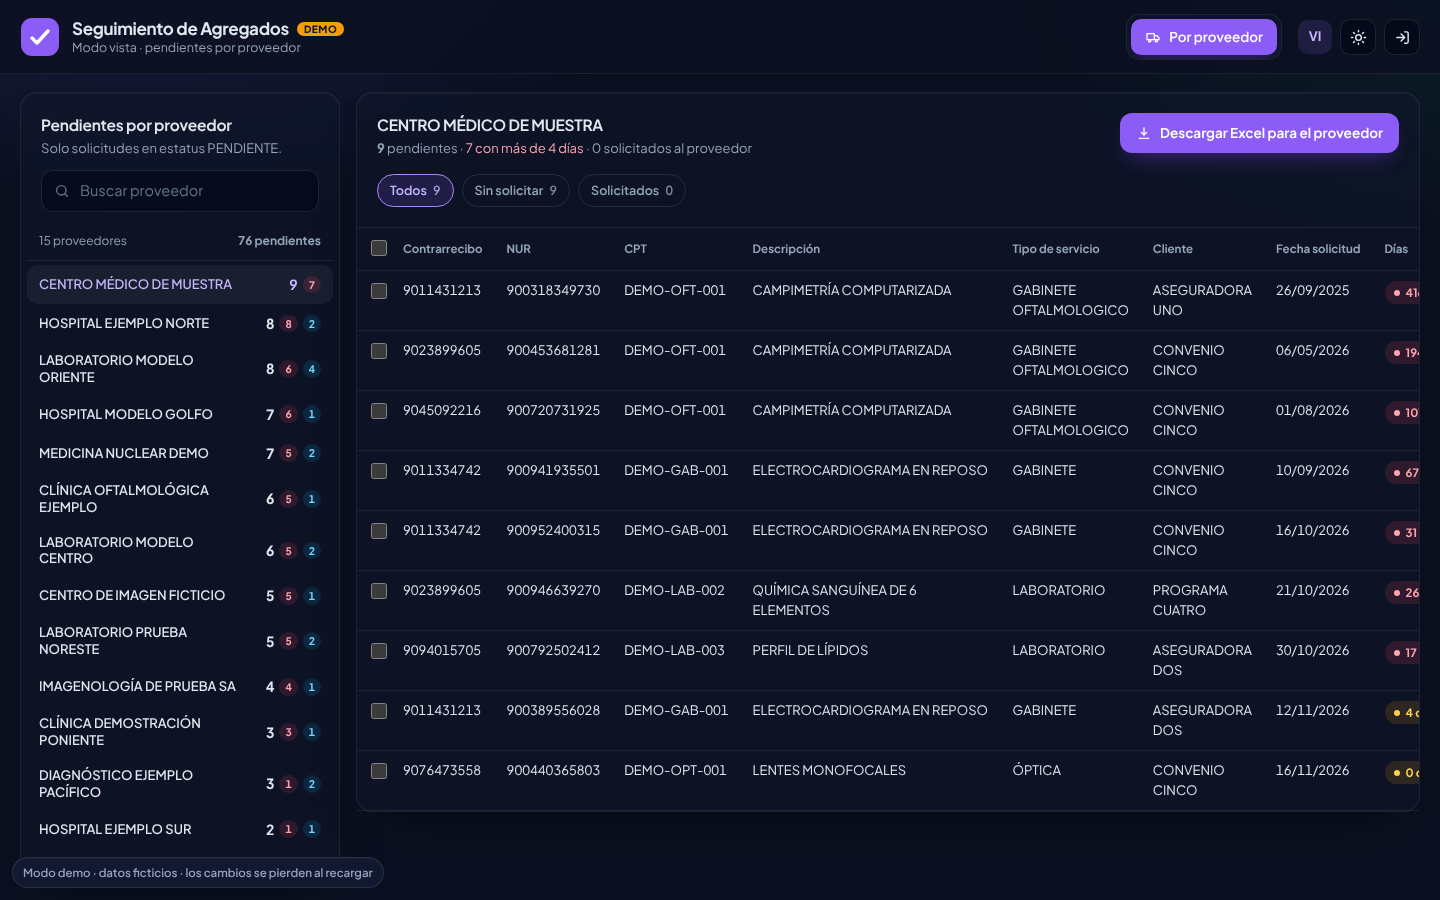 Seguimiento de Agregados DEMO
Modo vista · pendientes por proveedor
Por proveedor
VI
Pendientes por proveedor
Solo solicitudes en estatus PENDIENTE.
Buscar proveedor
15 proveedores 76 pendientes
CENTRO MÉDICO DE MUESTRA 9 7
HOSPITAL EJEMPLO NORTE 8 8 2
LABORATORIO MODELO
ORIENTE 8 6 4
HOSPITAL MODELO GOLFO 7 6 1
MEDICINA NUCLEAR DEMO 7 5 2
CLÍNICA OFTALMOLÓGICA
EJEMPLO 6 5 1
LABORATORIO MODELO
CENTRO 6 5 2
CENTRO DE IMAGEN FICTICIO 5 5 1
LABORATORIO PRUEBA
NORESTE 5 5 2
IMAGENOLOGÍA DE PRUEBA SA 4 4 1
CLÍNICA DEMOSTRACIÓN
PONIENTE 3 3 1
DIAGNÓSTICO EJEMPLO
PACÍFICO 3 1 2
HOSPITAL EJEMPLO SUR 2 1 1
Modo demo · datos ficticios · los cambios se pierden al recargar
CENTRO MÉDICO DE MUESTRA
9 pendientes · 7 con más de 4 días · 0 solicitados al proveedor
Descargar Excel para el proveedor
Todos 9 Sin solicitar 9 Solicitados 0
Contrarrecibo NUR CPT Descripción Tipo de servicio Cliente Fecha solicitud Días
9011431213 900318349730 DEMO-OFT-001 CAMPIMETRÍA COMPUTARIZADA GABINETE ASEGURADORA 26/09/2025
OFTALMOLOGICO UNO
9023899605 900453681281 DEMO-OFT-001 CAMPIMETRÍA COMPUTARIZADA GABINETE CONVENIO 06/05/2026
OFTALMOLOGICO CINCO
9045092216 900720731925 DEMO-OFT-001 CAMPIMETRÍA COMPUTARIZADA GABINETE CONVENIO 01/08/2026
OFTALMOLOGICO CINCO
9011334742 900941935501 DEMO-GAB-001 ELECTROCARDIOGRAMA EN REPOSO GABINETE CONVENIO 10/09/2026 67
CINCO
9011334742 900952400315 DEMO-GAB-001 ELECTROCARDIOGRAMA EN REPOSO GABINETE CONVENIO 16/10/2026 31
CINCO
9023899605 900946639270 DEMO-LAB-002 QUÍMICA SANGUÍNEA DE 6 LABORATORIO PROGRAMA 21/10/2026 26
ELEMENTOS CUATRO
9094015705 900792502412 DEMO-LAB-003 PERFIL DE LÍPIDOS LABORATORIO ASEGURADORA 30/10/2026 17
DOS
9011431213 900389556028 DEMO-GAB-001 ELECTROCARDIOGRAMA EN REPOSO GABINETE ASEGURADORA 12/11/2026 4
DOS
9076473558 900440365803 DEMO-OPT-001 LENTES MONOFOCALES ÓPTICA CONVENIO 16/11/2026 0
CINCO